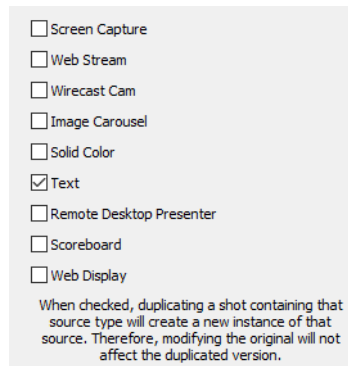 Screen Capture
Web Stream
Wirecast Cam
Image Carousel
Solid Color
Text
Remote Desktop Presenter
Scoreboard
Web Display
When checked, duplicating a shot containing that
source type will create a new instance of that
source. Therefore, modifying the original will not
affect the duplicated version.